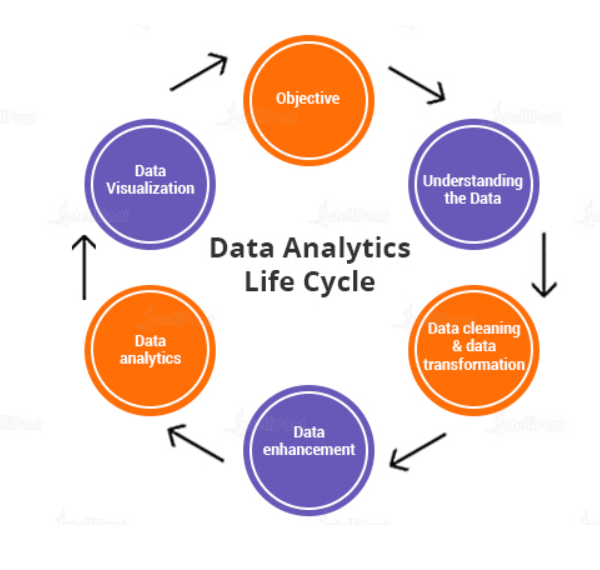 Objective
Understanding
the Data
Data cleaning
& data
transformation
Data
enhancement
Data
analytics
Data
Visualization
Data Analytics
Life Cycle